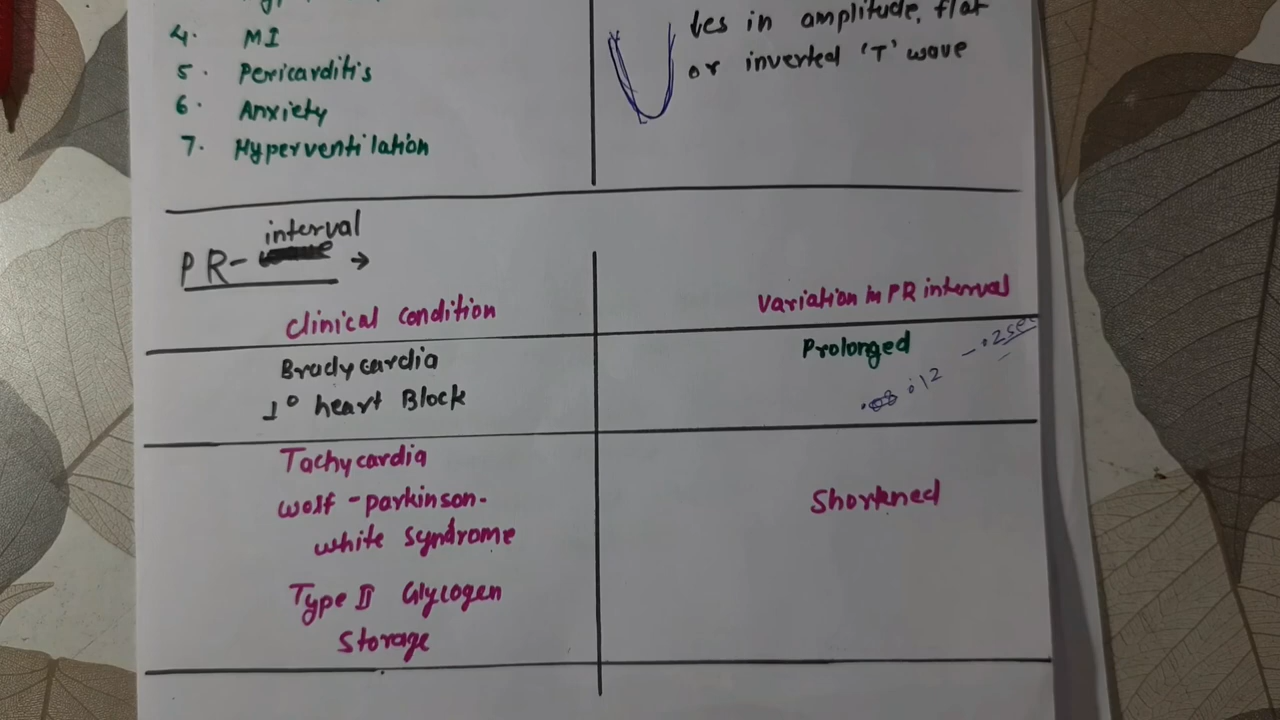 4. MI
5. Pericarditis
6. Anxiety
7. Hyperventilation
les in amplitude, flat
or inverted 'T' wave
interval
PR- →
Clinical condition
Variation in PR interval
Bradycardia
1° heart Block
Prolonged
.12 - .2sec
Tachycardia
wolf - parkinson-
white syndrome
Type II Glycogen
Storage
Shortened